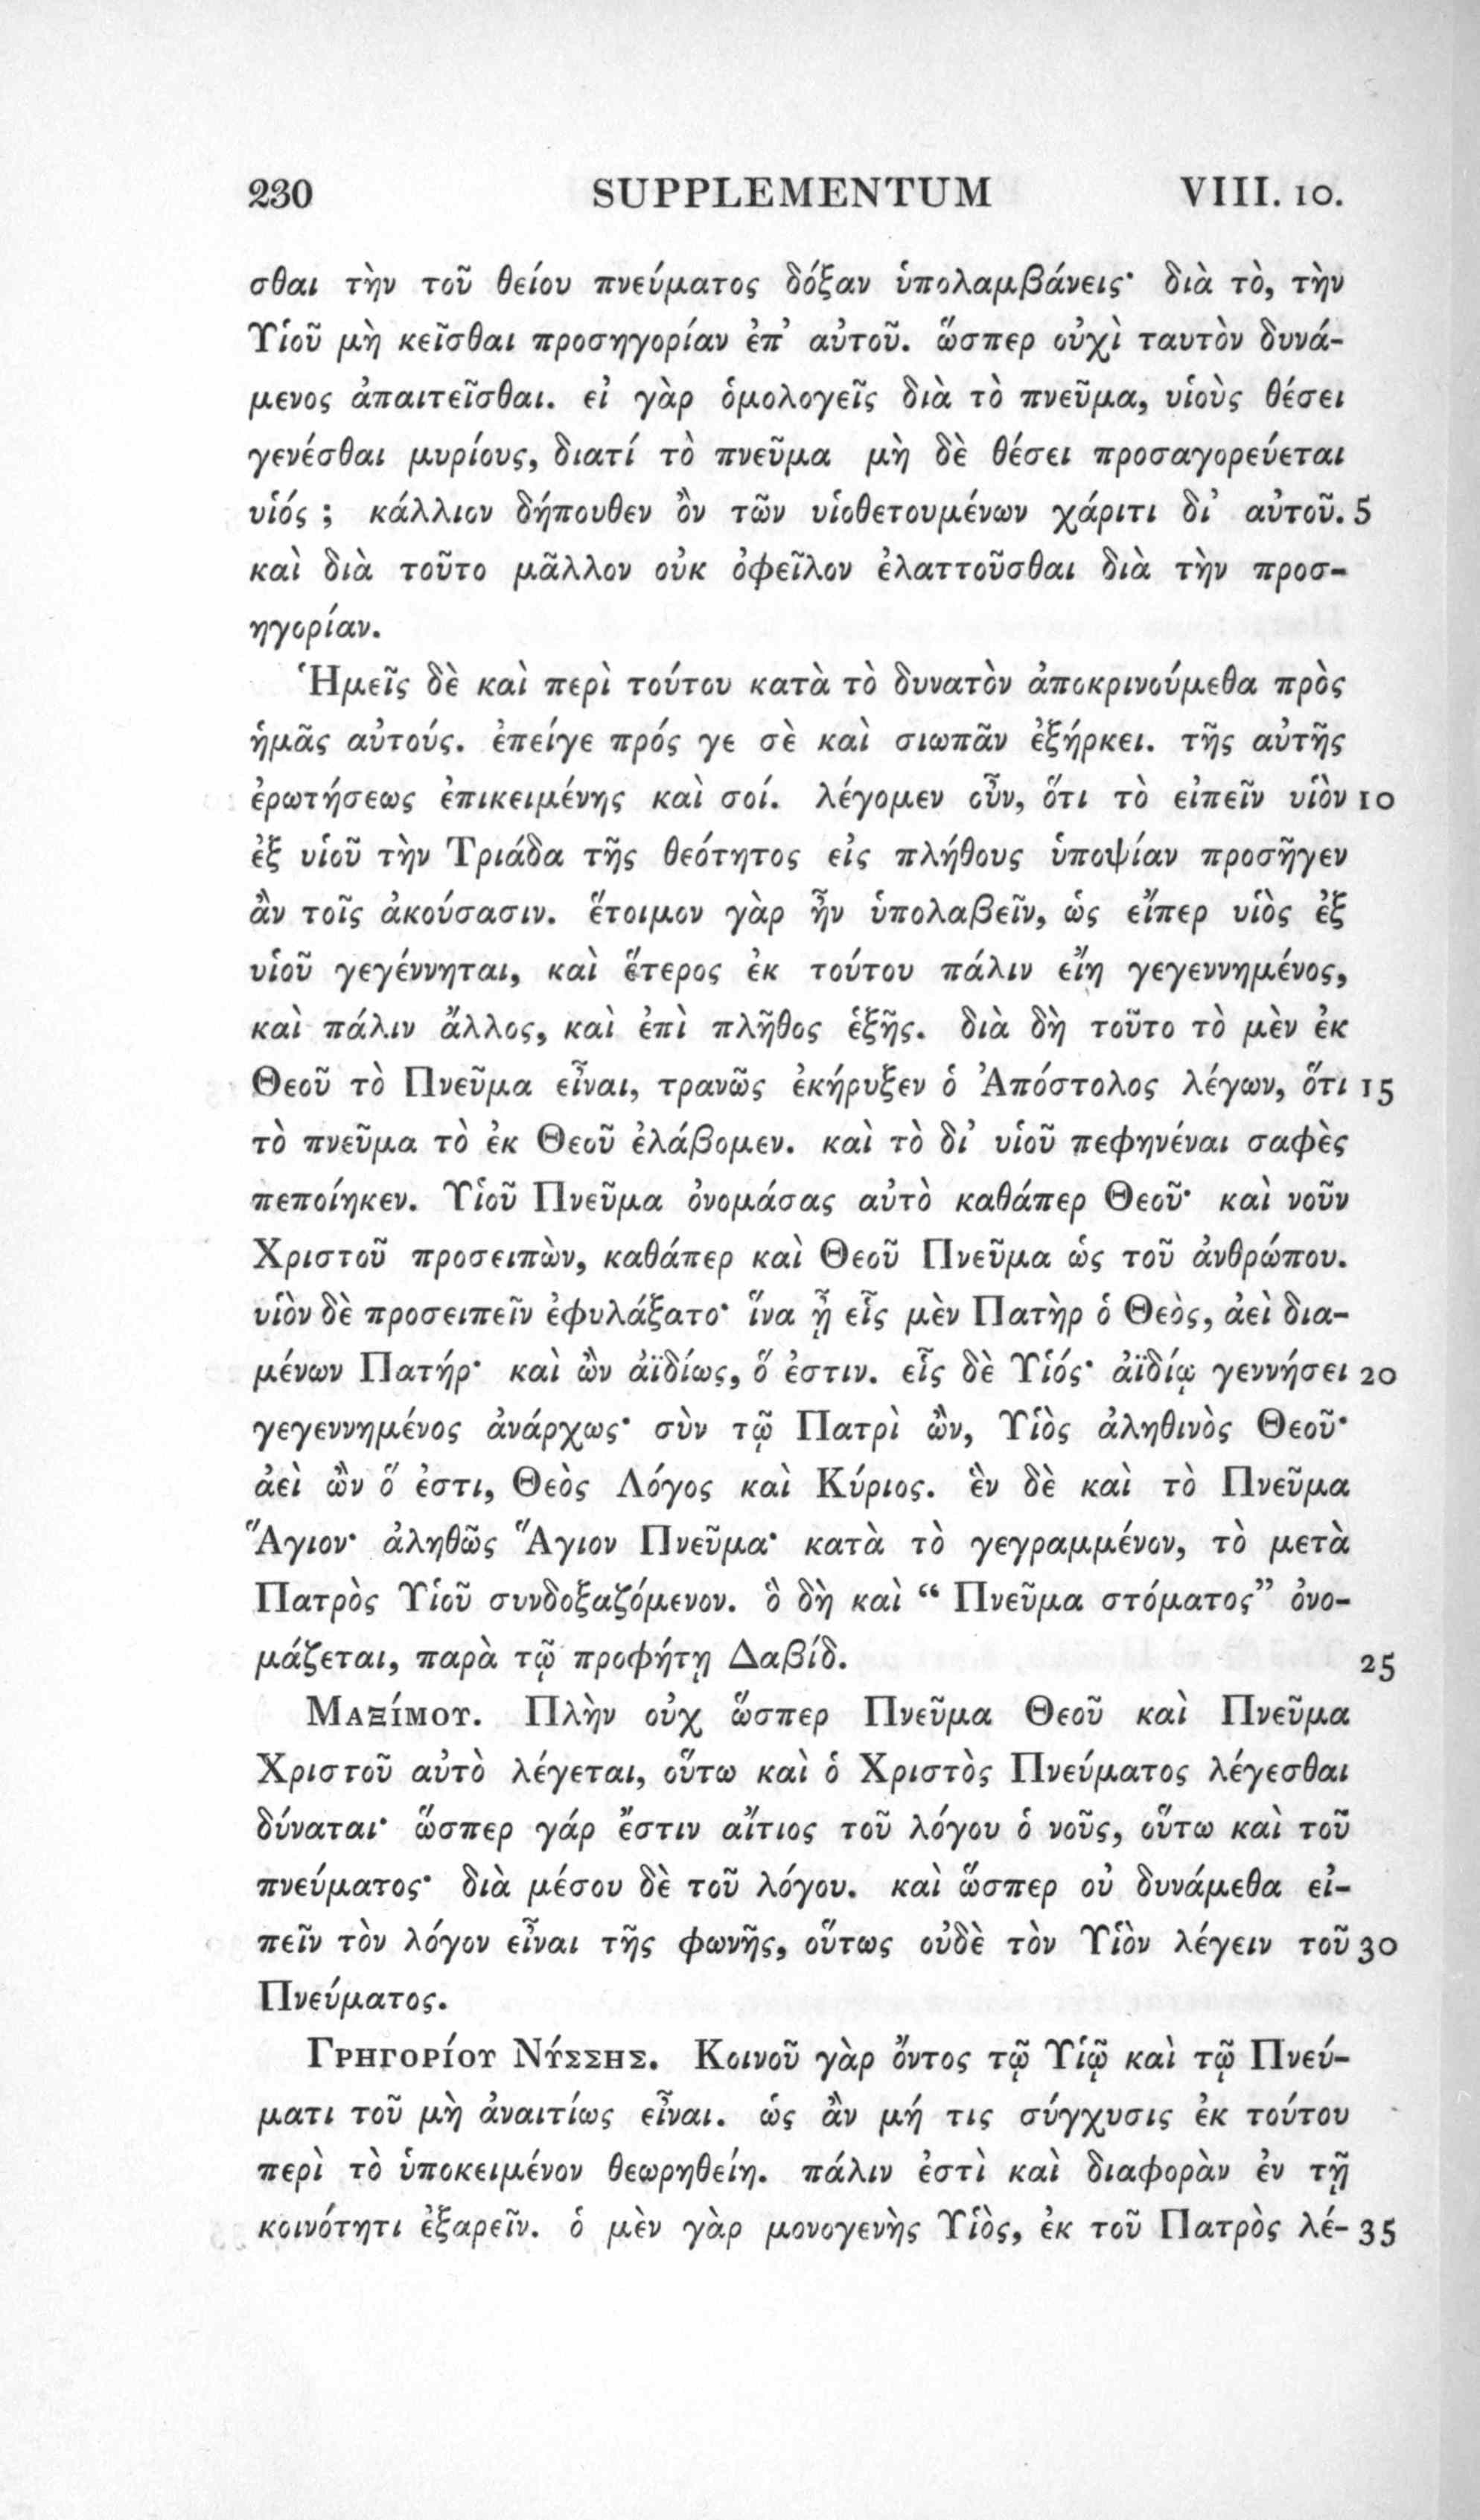 230 SUPPLEMENTUM VIII. 10.
σθαι τὴν τοῦ θείου πνεύματος δόξαν ὑπολαμβάνεις· διὰ τὸ, τὴν
Υἱοῦ μὴ κεῖσθαι προσηγορίαν ἐπ' αὐτοῦ. ὥσπερ οὐχὶ ταυτὸν δυνά-
μενος ἀπαιτεῖσθαι. εἰ γὰρ ὁμολογεῖς διὰ τὸ πνεῦμα, υἱοὺς θέσει
γενέσθαι μυρίους, διατί τὸ πνεῦμα μὴ δὲ θέσει προσαγορεύεται
υἱός ; κάλλιον δήπουθεν ὂν τῶν υἱοθετουμένων χάριτι δι' αὐτοῦ. 5
καὶ διὰ τοῦτο μᾶλλον οὐκ ὀφεῖλον ἐλαττοῦσθαι διὰ τὴν προσ-
ηγορίαν.
Ἡμεῖς δὲ καὶ περὶ τούτου κατὰ τὸ δυνατὸν ἀποκρινούμεθα πρὸς
ἡμᾶς αὐτούς. ἐπείγε πρός γε σὲ καὶ σιωπᾶν ἐξήρκει. τῆς αὐτῆς
ἐρωτήσεως ἐπικειμένης καὶ σοί. λέγομεν οὖν, ὅτι τὸ εἰπεῖν υἱὸν 10
ἐξ υἱοῦ τὴν Τριάδα τῆς θεότητος εἰς πλήθους ὑποψίαν προσῆγεν
ἂν τοῖς ἀκούσασιν. ἕτοιμον γὰρ ἦν ὑπολαβεῖν, ὡς εἴπερ υἱὸς ἐξ
υἱοῦ γεγέννηται, καὶ ἕτερος ἐκ τούτου πάλιν εἴη γεγεννημένος,
καὶ πάλιν ἄλλος, καὶ ἐπὶ πλῆθος ἑξῆς. διὰ δὴ τοῦτο τὸ μὲν ἐκ
Θεοῦ τὸ Πνεῦμα εἶναι, τρανῶς ἐκήρυξεν ὁ Ἀπόστολος λέγων, ὅτι 15
τὸ πνεῦμα τὸ ἐκ Θεοῦ ἐλάβομεν. καὶ τὸ δι' υἱοῦ πεφηνέναι σαφὲς
πεποίηκεν. Υἱοῦ Πνεῦμα ὀνομάσας αὐτὸ καθάπερ Θεοῦ· καὶ νοῦν
Χριστοῦ προσειπὼν, καθάπερ καὶ Θεοῦ Πνεῦμα ὡς τοῦ ἀνθρώπου.
υἱὸν δὲ προσειπεῖν ἐφυλάξατο· ἵνα ᾖ εἷς μὲν Πατὴρ ὁ Θεὸς, ἀεὶ δια-
μένων Πατήρ· καὶ ὢν ἀϊδίως, ὅ ἐστιν. εἷς δὲ Υἱός· ἀϊδίῳ γεννήσει 20
γεγεννημένος ἀνάρχως· σὺν τῷ Πατρὶ ὢν, Υἱὸς ἀληθινὸς Θεοῦ·
ἀεὶ ὢν ὅ ἐστι, Θεὸς Λόγος καὶ Κύριος. ἓν δὲ καὶ τὸ Πνεῦμα
Ἅγιον· ἀληθῶς Ἅγιον Πνεῦμα· κατὰ τὸ γεγραμμένον, τὸ μετὰ
Πατρὸς Υἱοῦ συνδοξαζόμενον. ὃ δὴ καὶ “ Πνεῦμα στόματος” ὀνο-
μάζεται, παρὰ τῷ προφήτῃ Δαβίδ. 25
ΜΑΞίΜΟΥ. Πλὴν οὐχ ὥσπερ Πνεῦμα Θεοῦ καὶ Πνεῦμα
Χριστοῦ αὐτὸ λέγεται, οὕτω καὶ ὁ Χριστὸς Πνεύματος λέγεσθαι
δύναται· ὥσπερ γάρ ἔστιν αἴτιος τοῦ λόγου ὁ νοῦς, οὕτω καὶ τοῦ
πνεύματος· διὰ μέσου δὲ τοῦ λόγου. καὶ ὥσπερ οὐ δυνάμεθα εἰ-
πεῖν τὸν λόγον εἶναι τῆς φωνῆς, οὕτως οὐδὲ τὸν Υἱὸν λέγειν τοῦ 30
Πνεύματος.
ΓΡΗΓΟΡίΟΥ ΝΎΣΣΗΣ. Κοινοῦ γὰρ ὄντος τῷ Υἱῷ καὶ τῷ Πνεύ-
ματι τοῦ μὴ ἀναιτίως εἶναι. ὡς ἂν μή τις σύγχυσις ἐκ τούτου
περὶ τὸ ὑποκειμένον θεωρηθείη. πάλιν ἐστὶ καὶ διαφορὰν ἐν τῇ
κοινότητι ἐξαρεῖν. ὁ μὲν γὰρ μονογενὴς Υἱὸς, ἐκ τοῦ Πατρὸς λέ- 35